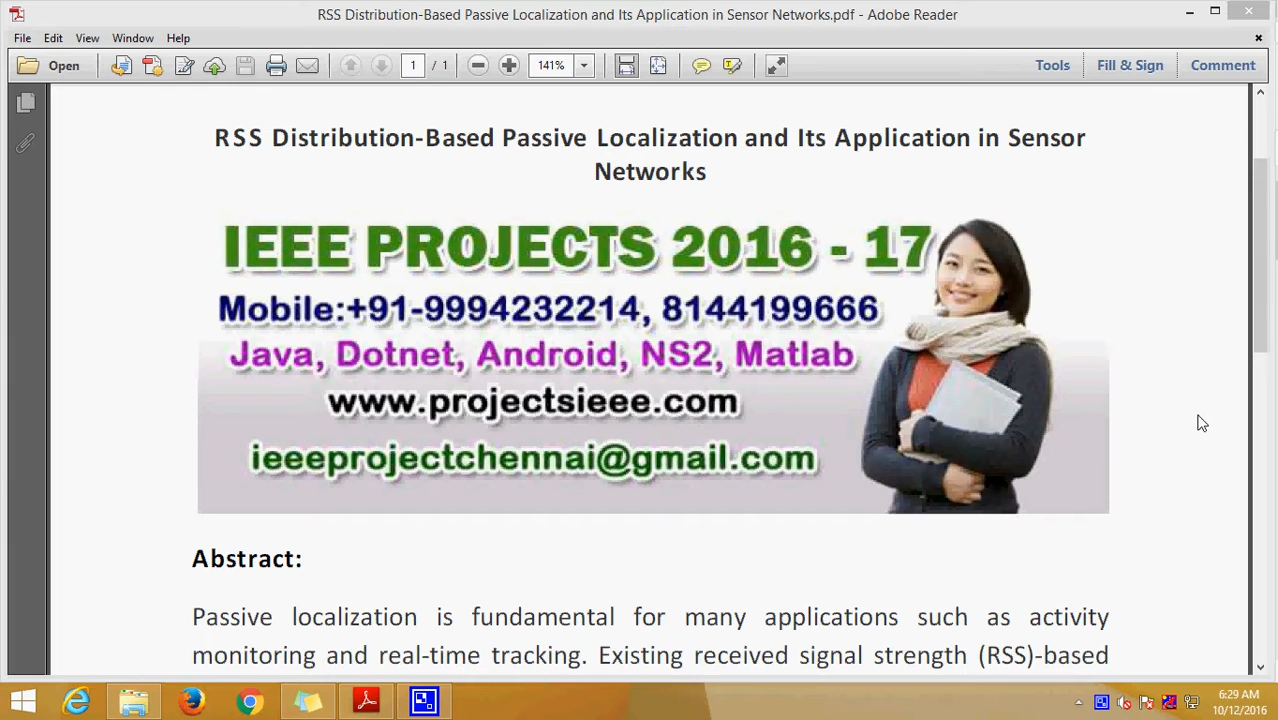 RSS Distribution-Based Passive Localization and Its Application in Sensor Networks.pdf - Adobe Reader
File Edit View Window Help
Open 1 / 1 141% Tools Fill & Sign Comment
RSS Distribution-Based Passive Localization and Its Application in Sensor
Networks
IEEE PROJECTS 2016 - 17
Mobile:+91-9994232214, 8144199666
Java, Dotnet, Android, NS2, Matlab
www.projectsieee.com
ieeeprojectchennai@gmail.com
Abstract:
Passive localization is fundamental for many applications such as activity
monitoring and real-time tracking. Existing received signal strength (RSS)-based
6:29 AM
10/12/2016